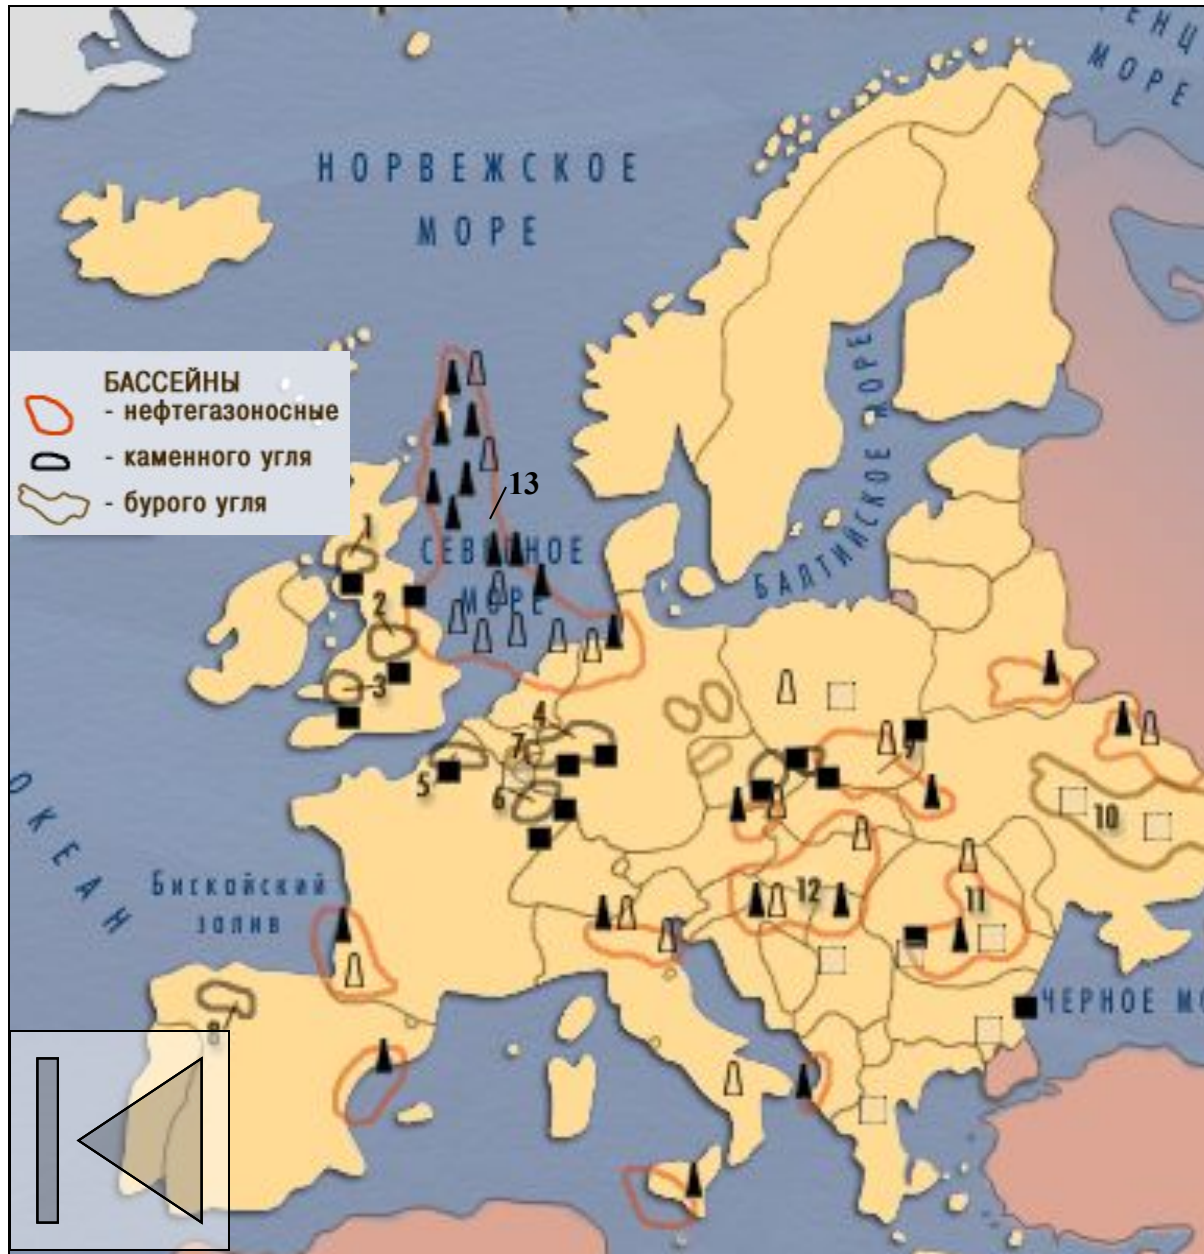 ЕНЦ
МОРЕ
НОРВЕЖСКОЕ
МОРЕ
БАССЕЙНЫ
- нефтегазоносные
- каменного угля
- бурого угля
13
1
СЕВЕРНОЕ
МОРЕ
2
3
БАЛТИЙСКОЕ МОРЕ
4
7
5
6
9
10
ОКЕАН
Бискайский
залив
12
11
8
ЧЕРНОЕ М